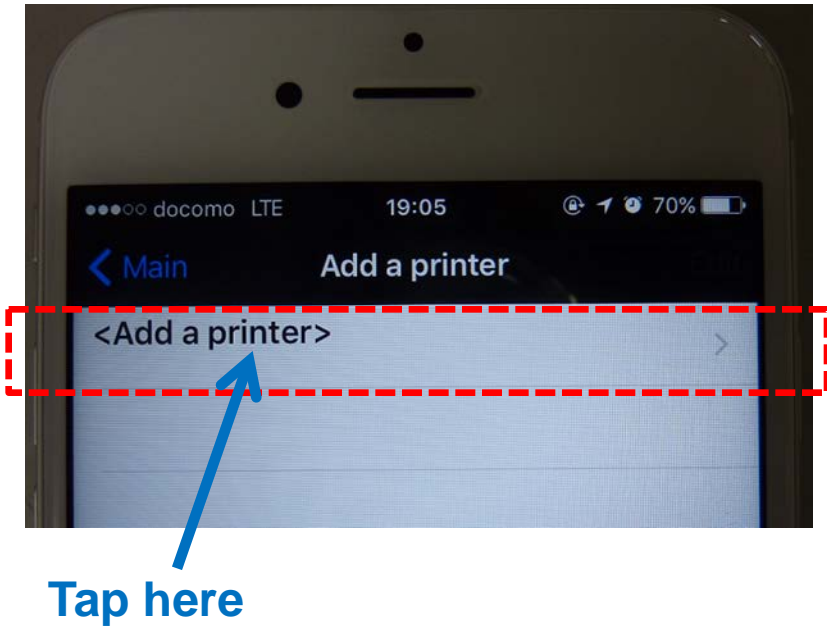 docomo LTE 19:05 70%
Main Add a printer
<Add a printer>
Tap here